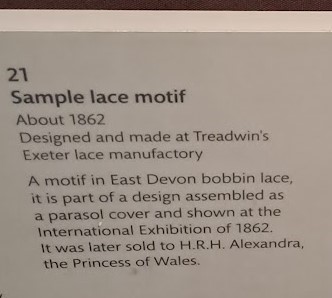 21
Sample lace motif
About 1862
Designed and made at Treadwin's
Exeter lace manufactory
A motif in East Devon bobbin lace,
it is part of a design assembled as
a parasol cover and shown at the
International Exhibition of 1862.
It was later sold to H.R.H. Alexandra,
the Princess of Wales.